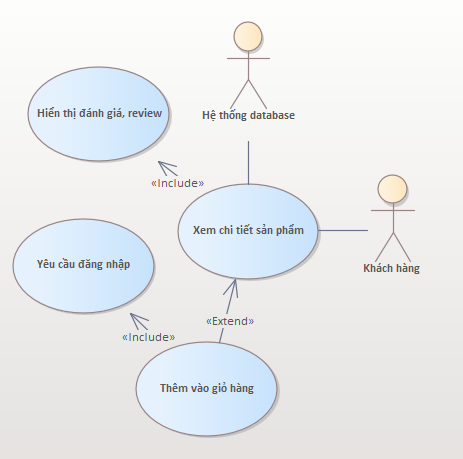 Hiển thị đánh giá, review
Hệ thống database
«Include»
Xem chi tiết sản phẩm
Khách hàng
Yêu cầu đăng nhập
«Extend»
«Include»
Thêm vào giỏ hàng